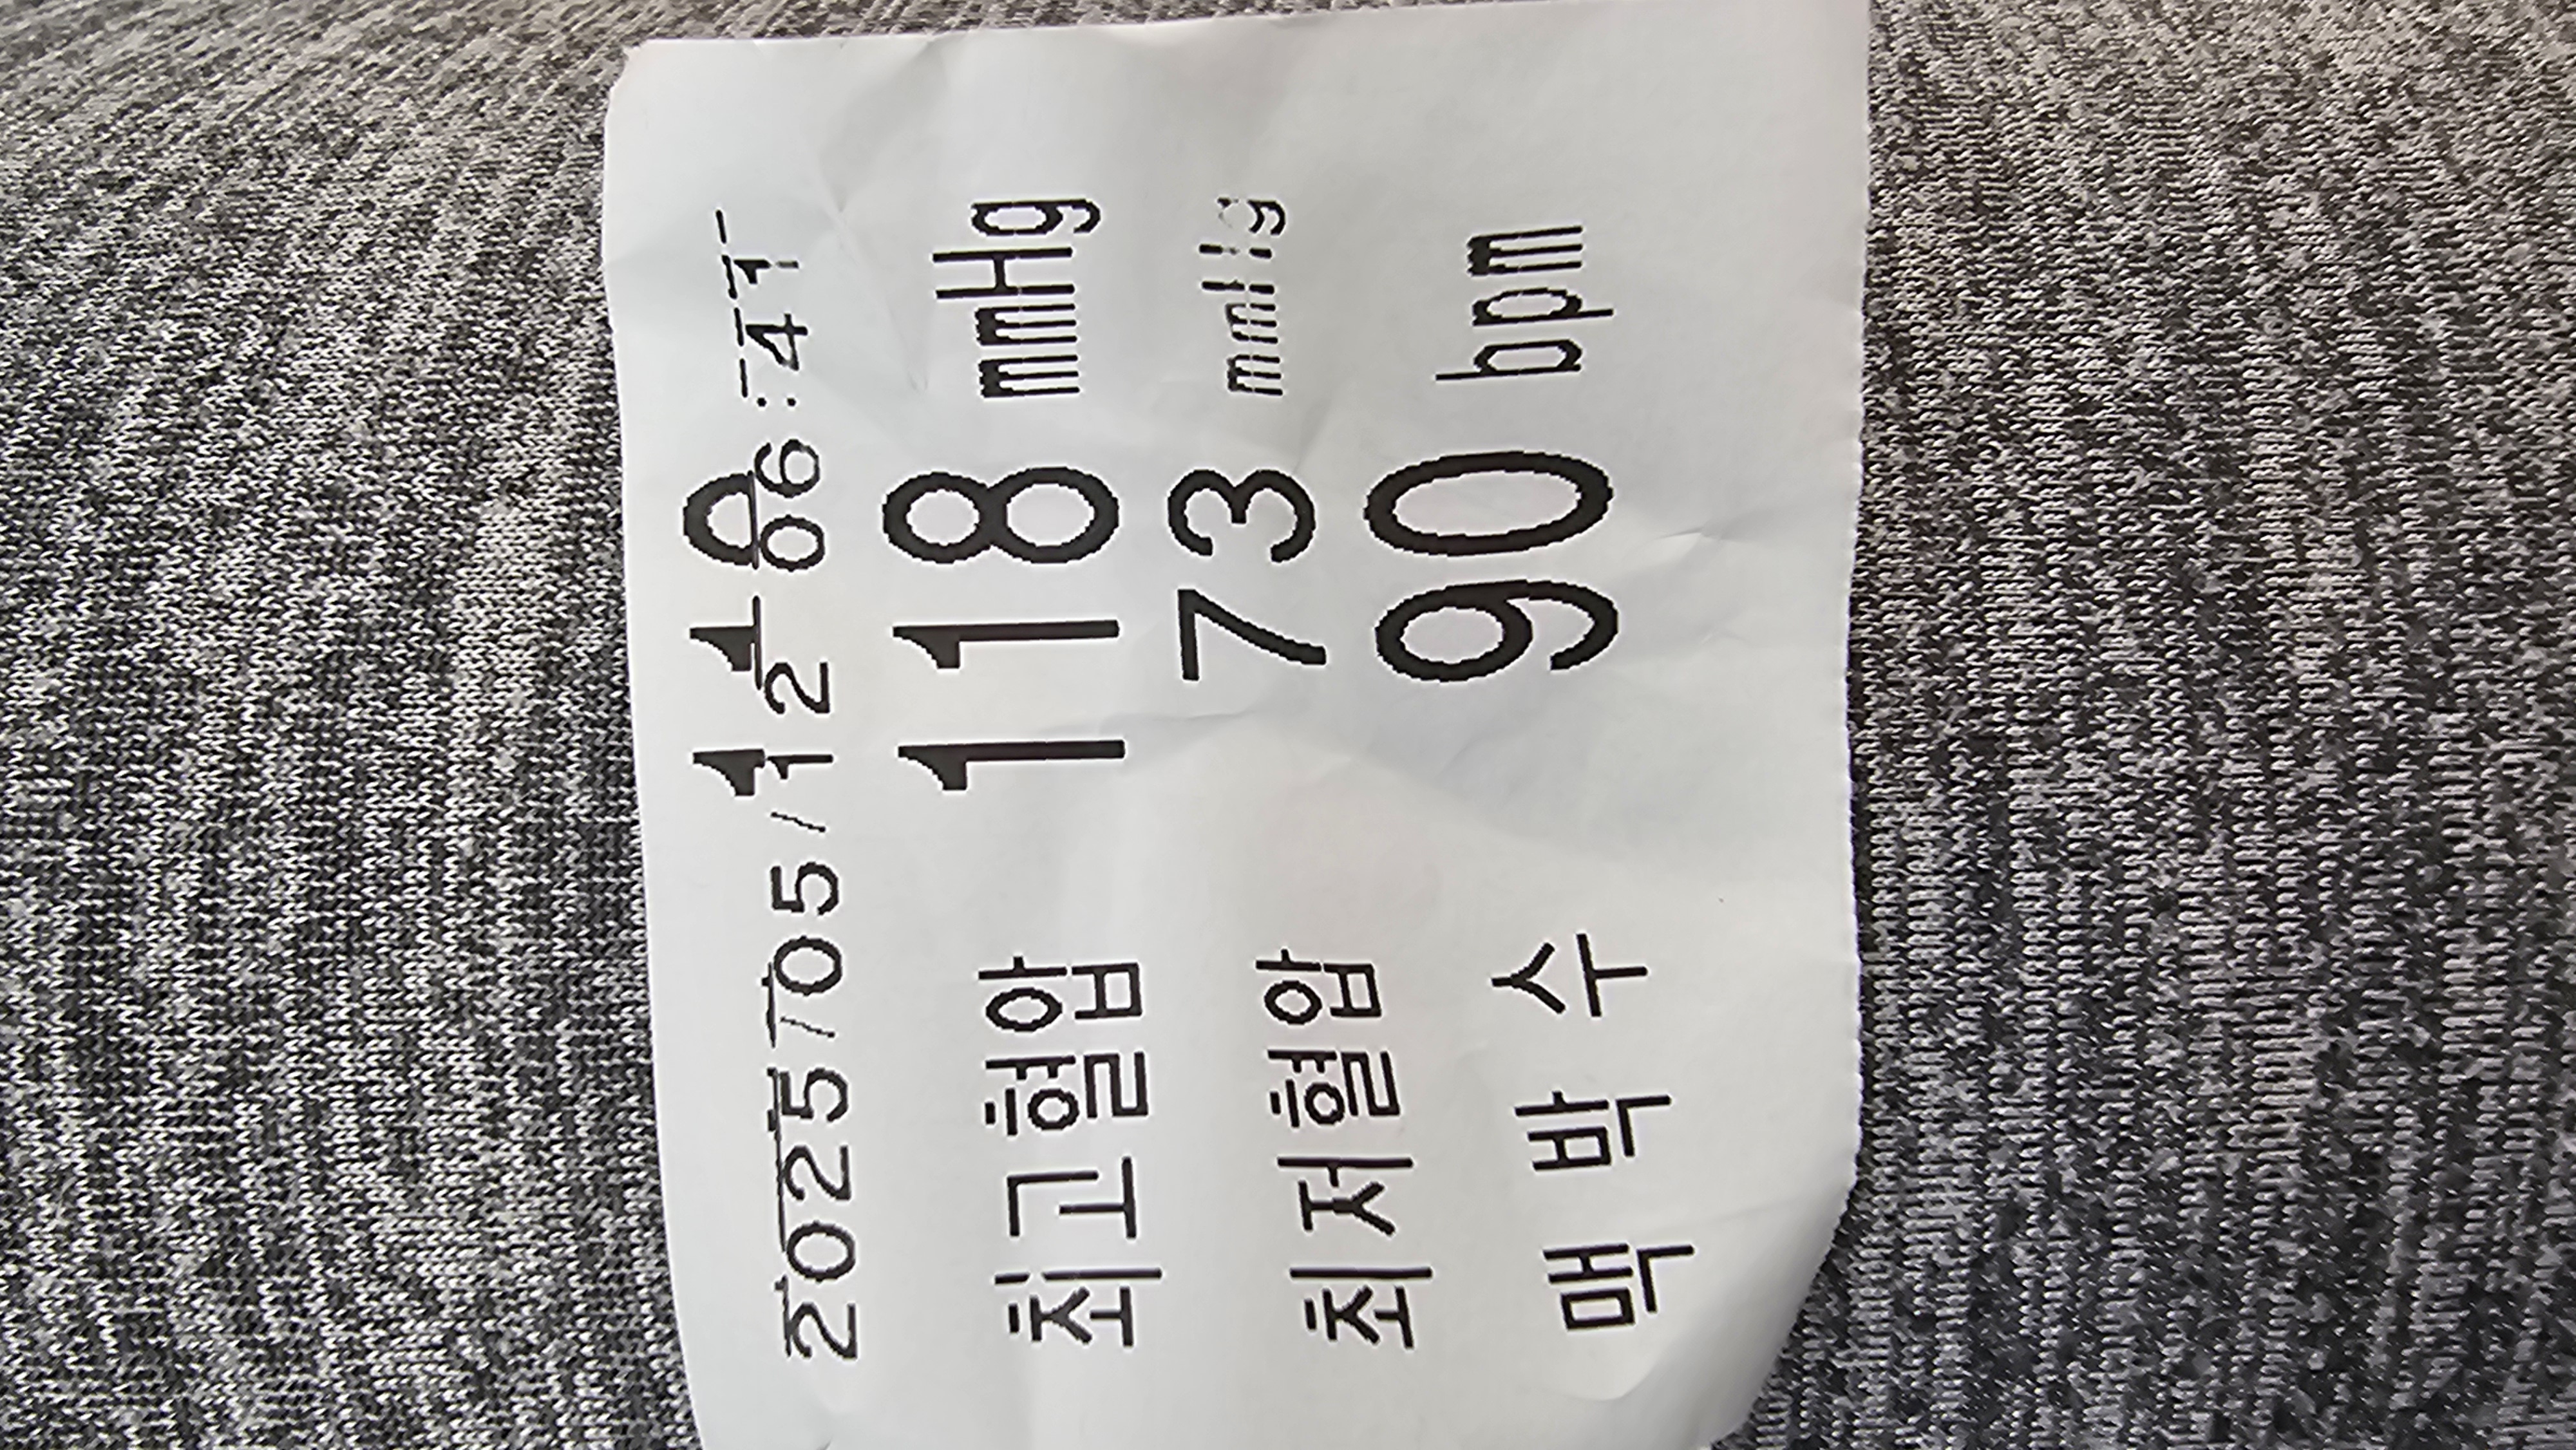 2025/05/12 06:41
최고혈압 118 mmHg
최저혈압 73 mmHg
맥 박 수 90 bpm